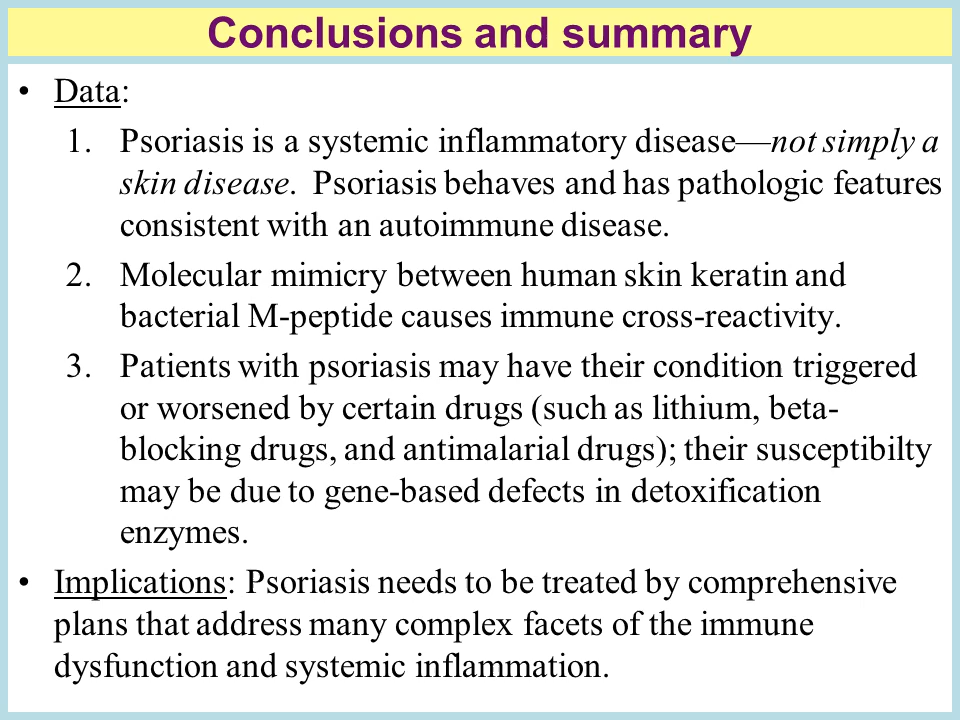 Conclusions and summary
• Data:
1. Psoriasis is a systemic inflammatory disease—not simply a
skin disease.  Psoriasis behaves and has pathologic features
consistent with an autoimmune disease.
2. Molecular mimicry between human skin keratin and
bacterial M-peptide causes immune cross-reactivity.
3. Patients with psoriasis may have their condition triggered
or worsened by certain drugs (such as lithium, beta-
blocking drugs, and antimalarial drugs); their susceptibilty
may be due to gene-based defects in detoxification
enzymes.
• Implications: Psoriasis needs to be treated by comprehensive
plans that address many complex facets of the immune
dysfunction and systemic inflammation.